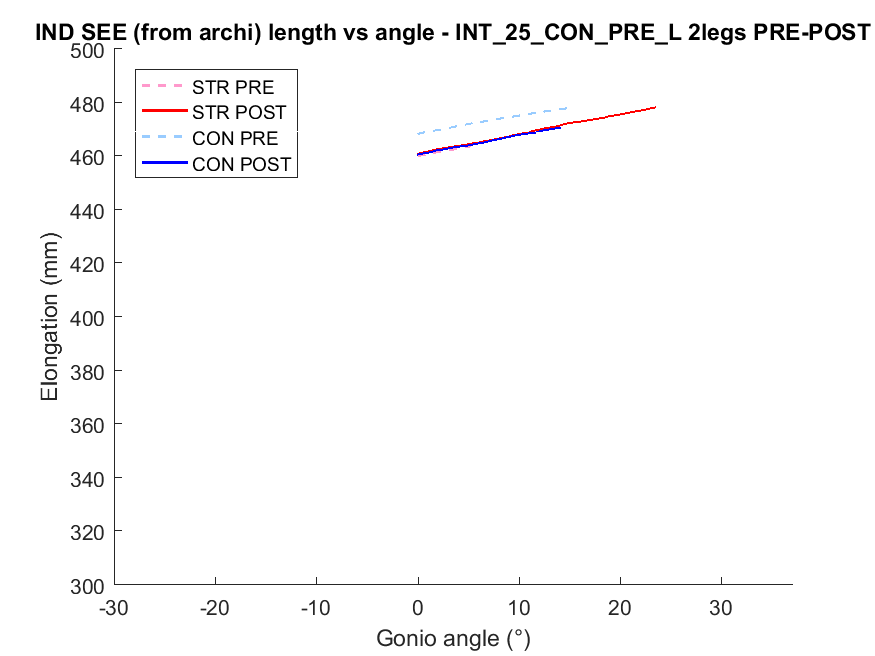 IND SEE (from archi) length vs angle - INT_25_CON_PRE_L 2legs PRE-POST
500
480
460
440
420
400
380
360
340
320
300
Elongation (mm)
STR PRE
STR POST
CON PRE
CON POST
-30
-20
-10
0
10
20
30
Gonio angle (°)